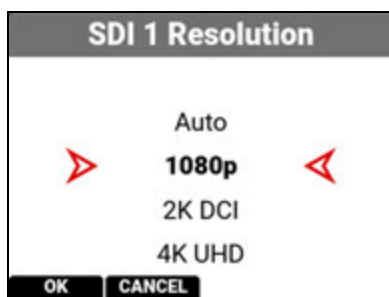 SDI 1 Resolution
Auto
1080p
2K DCI
4K UHD
OK CANCEL